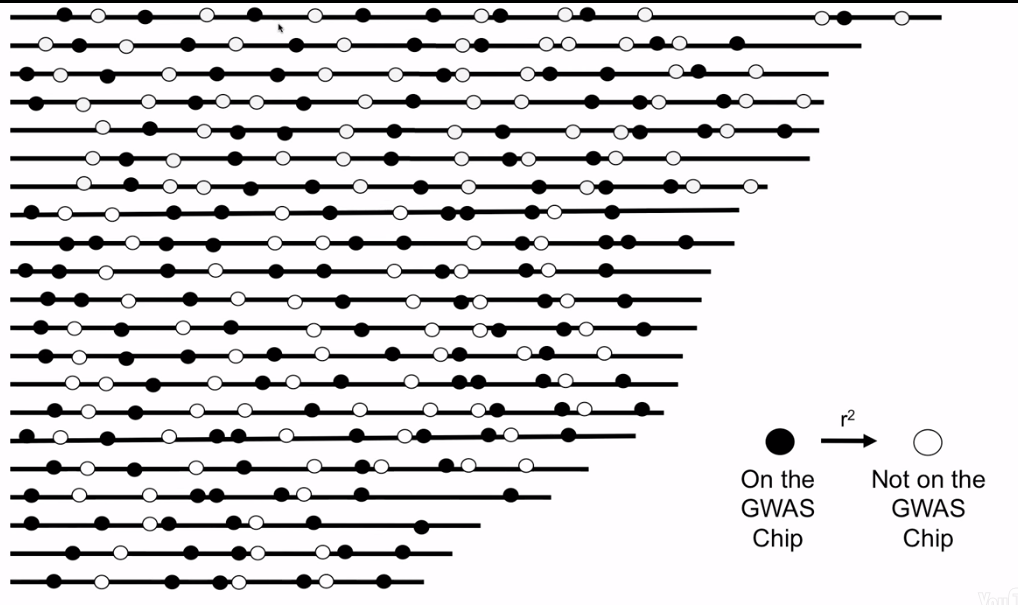 r²
On the
GWAS
Chip
Not on the
GWAS
Chip